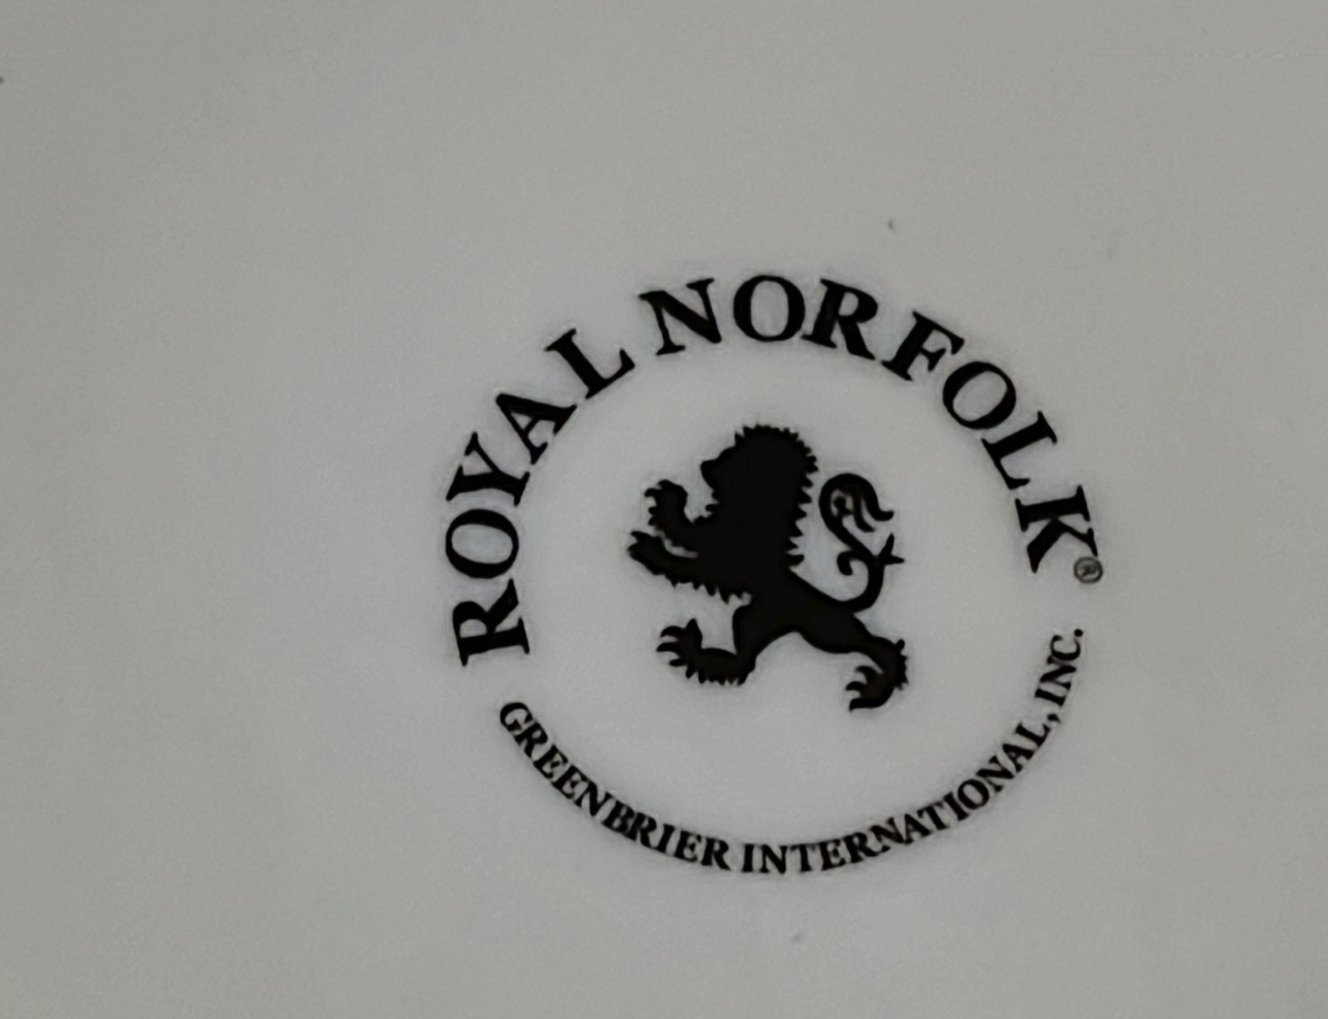 ROYAL NORFOLK®
GREENBRIER INTERNATIONAL, INC.